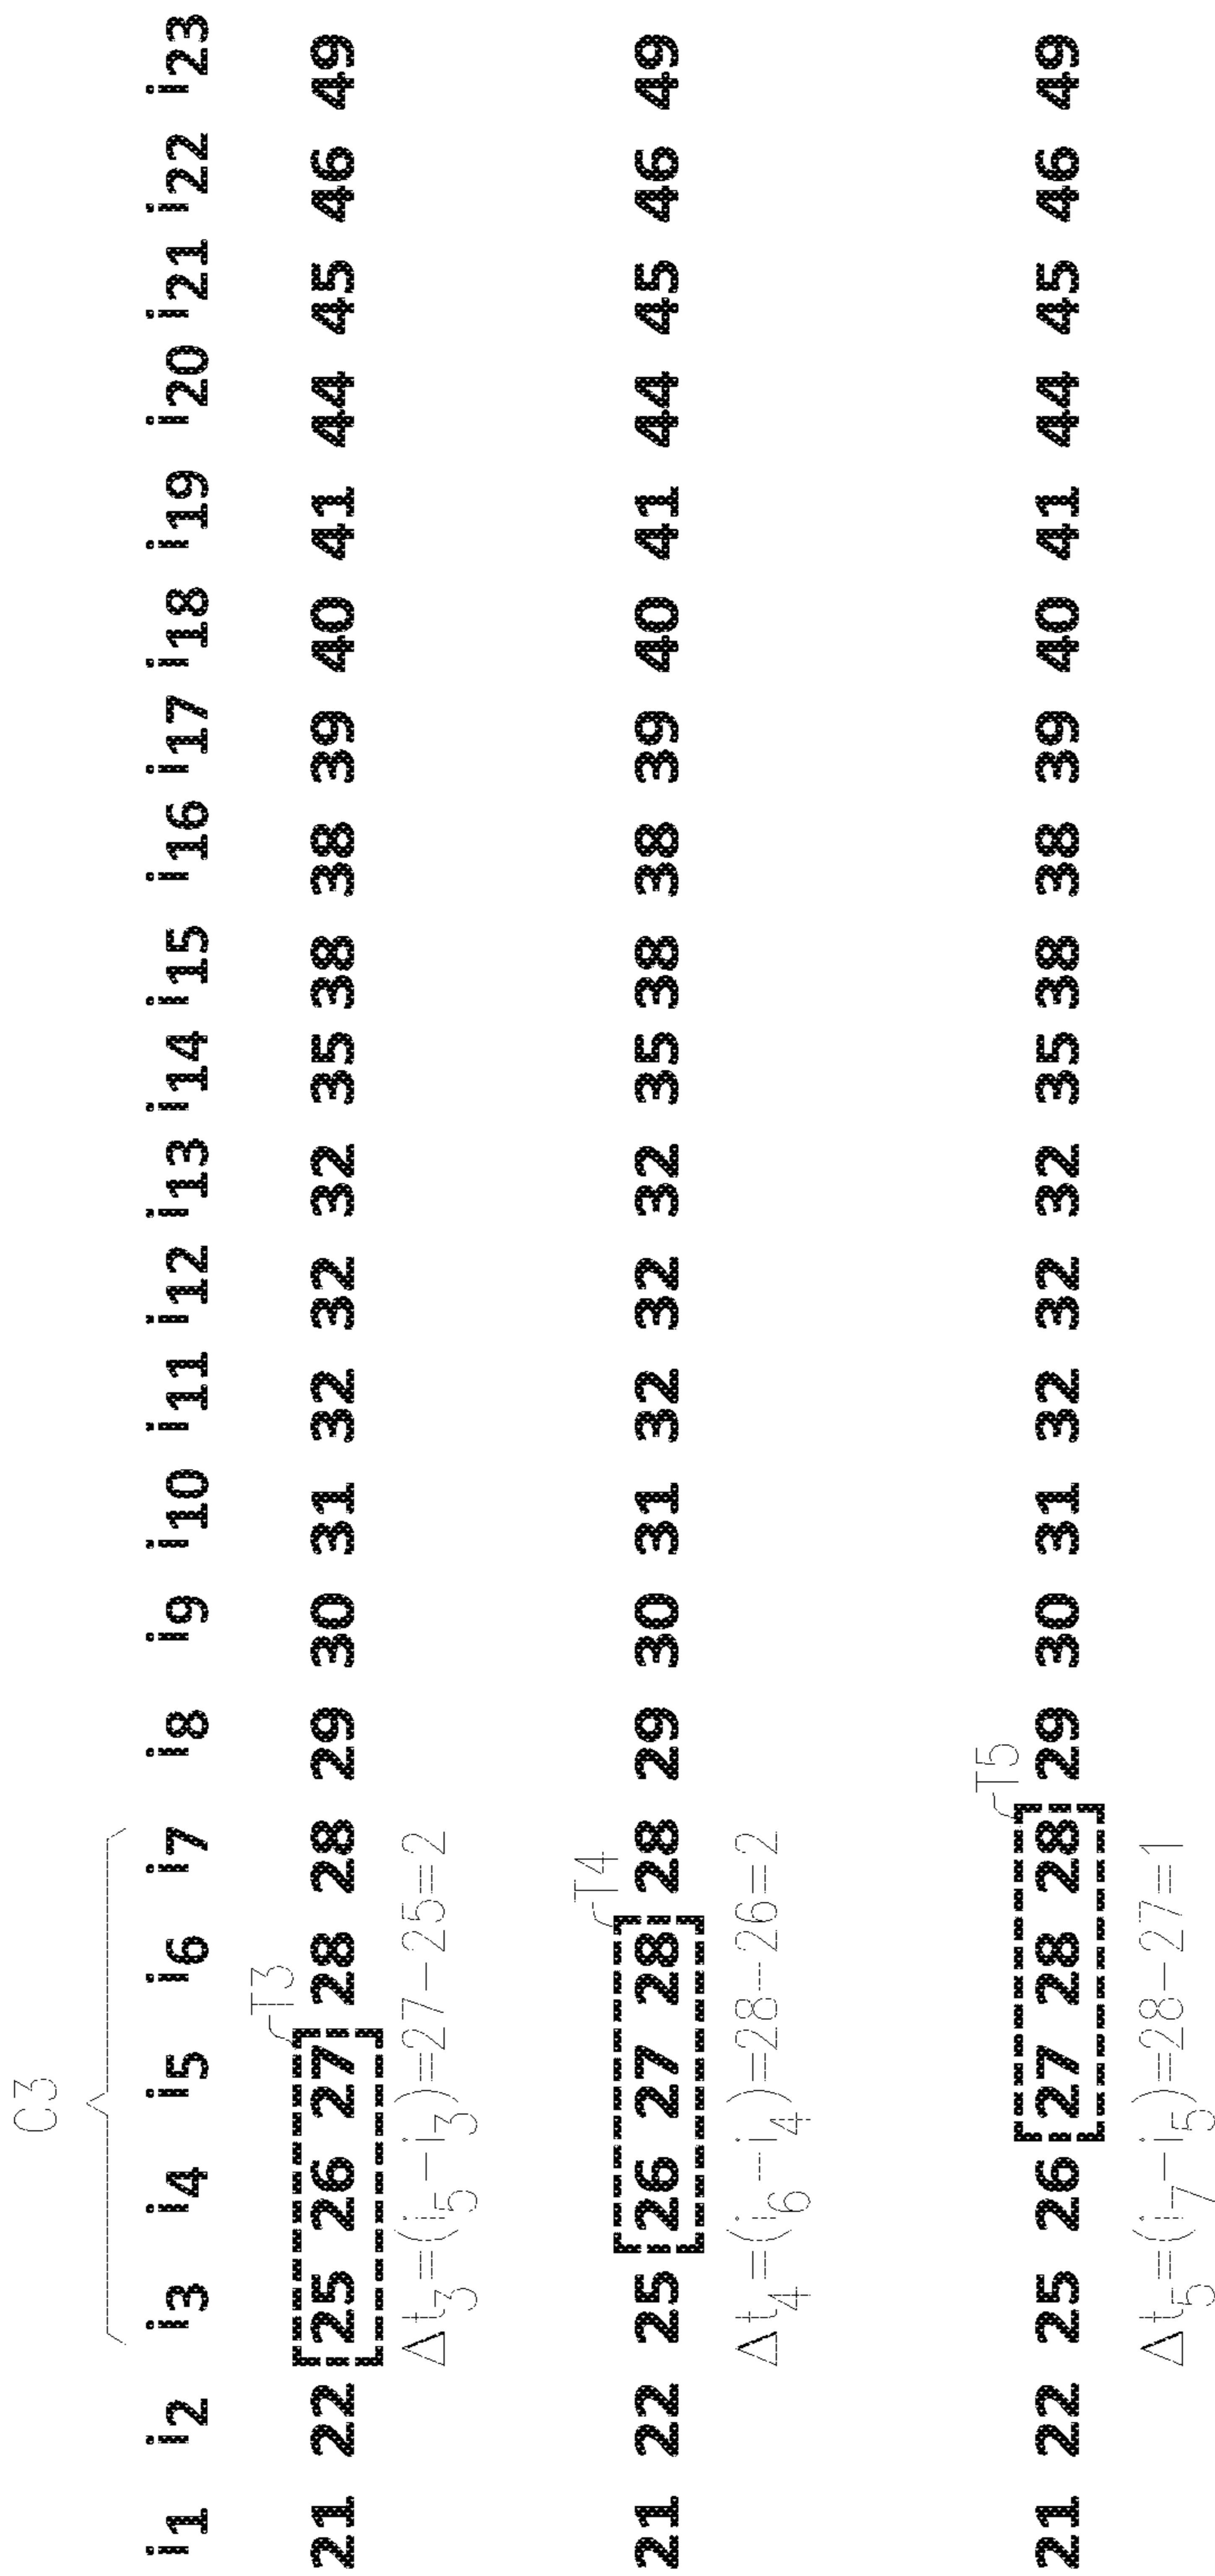 C3
i1 i2 i3 i4 i5 i6 i7 i8 i9 i10 i11 i12 i13 i14 i15 i16 i17 i18 i19 i20 i21 i22 i23
T3
21 22 25 26 27 28 28 29 30 31 32 32 32 35 38 38 39 40 41 44 45 46 49
Δt3=(i5-i3)=27-25=2
T4
21 22 25 26 27 28 28 29 30 31 32 32 32 35 38 38 39 40 41 44 45 46 49
Δt4=(i6-i4)=28-26=2
T5
21 22 25 26 27 28 28 29 30 31 32 32 32 35 38 38 39 40 41 44 45 46 49
Δt5=(i7-i5)=28-27=1